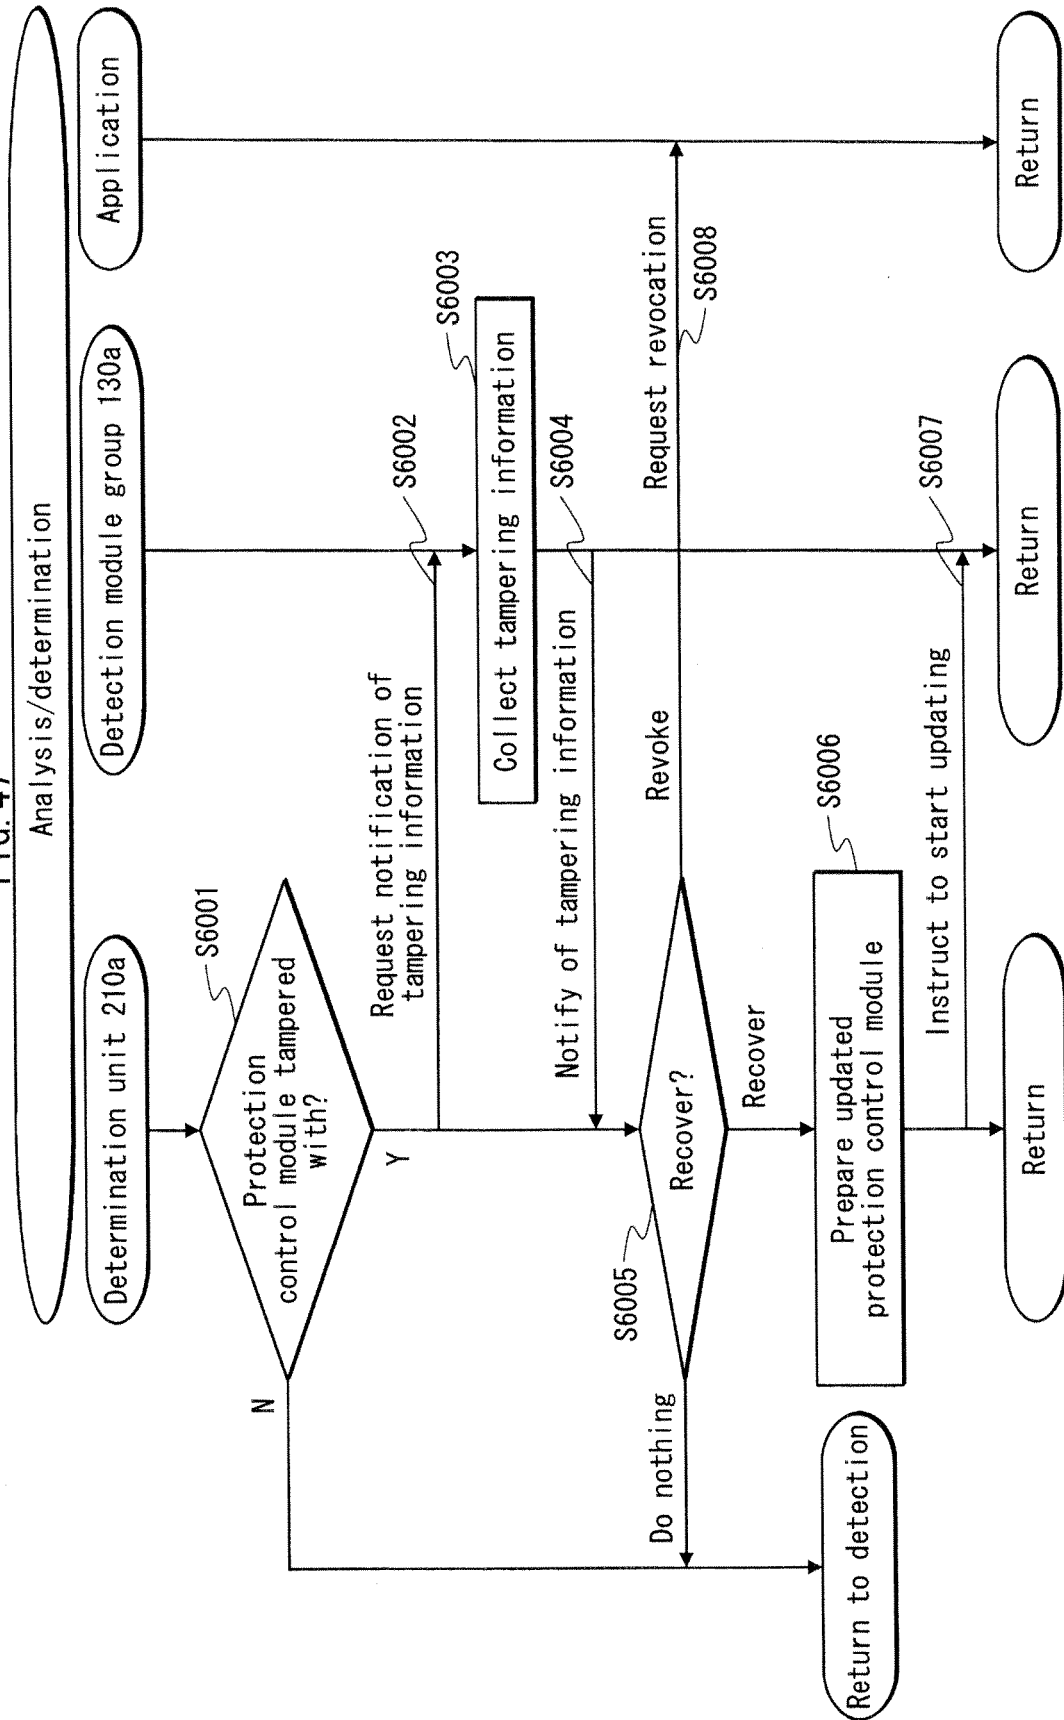 FIG. 47
Analysis/determination
Determination unit 210a
Detection module group 130a
Application
Protection
control module tampered
with?
S6001
N
Y
Request notification of
tampering information
S6002
Collect tampering information
S6003
Notify of tampering information
S6004
Recover?
S6005
Do nothing
Revoke
Request revocation
S6008
Recover
Prepare updated
protection control module
S6006
Instruct to start updating
S6007
Return to detection
Return
Return
Return